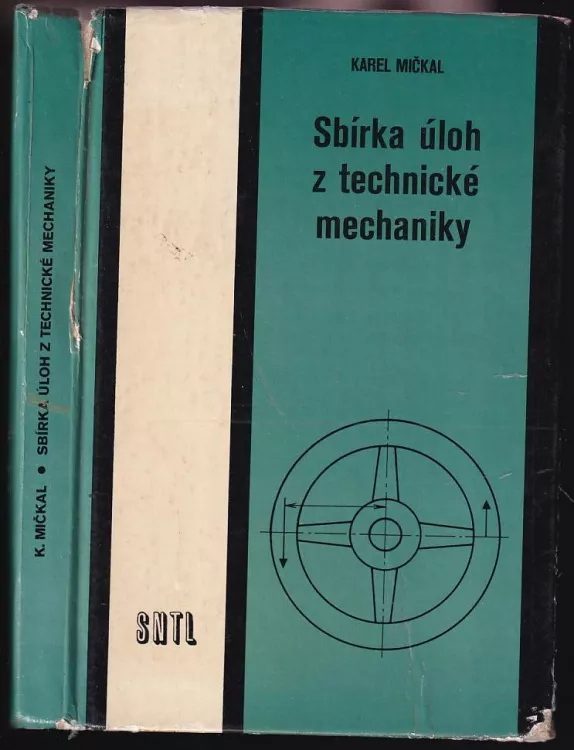 K. MIČKAL ● SBÍRKA ÚLOH Z TECHNICKÉ MECHANIKY
KAREL MIČKAL
Sbírka úloh
z technické
mechaniky
SNTL